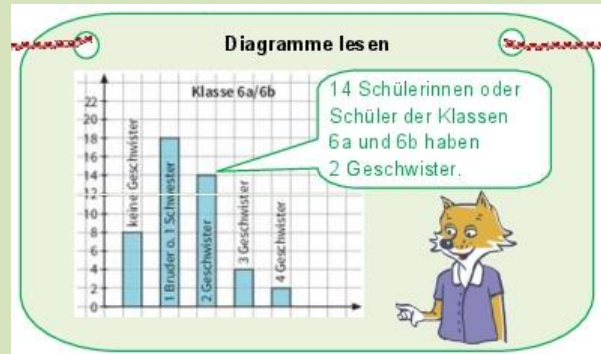 Diagramme lesen
Klasse 6a/6b
22
20
18
16
14
12
10
8
6
4
2
0
keine Geschwister
1 Bruder o. 1 Schwester
2 Geschwister
3 Geschwister
4 Geschwister
14 Schülerinnen oder
Schüler der Klassen
6a und 6b haben
2 Geschwister.